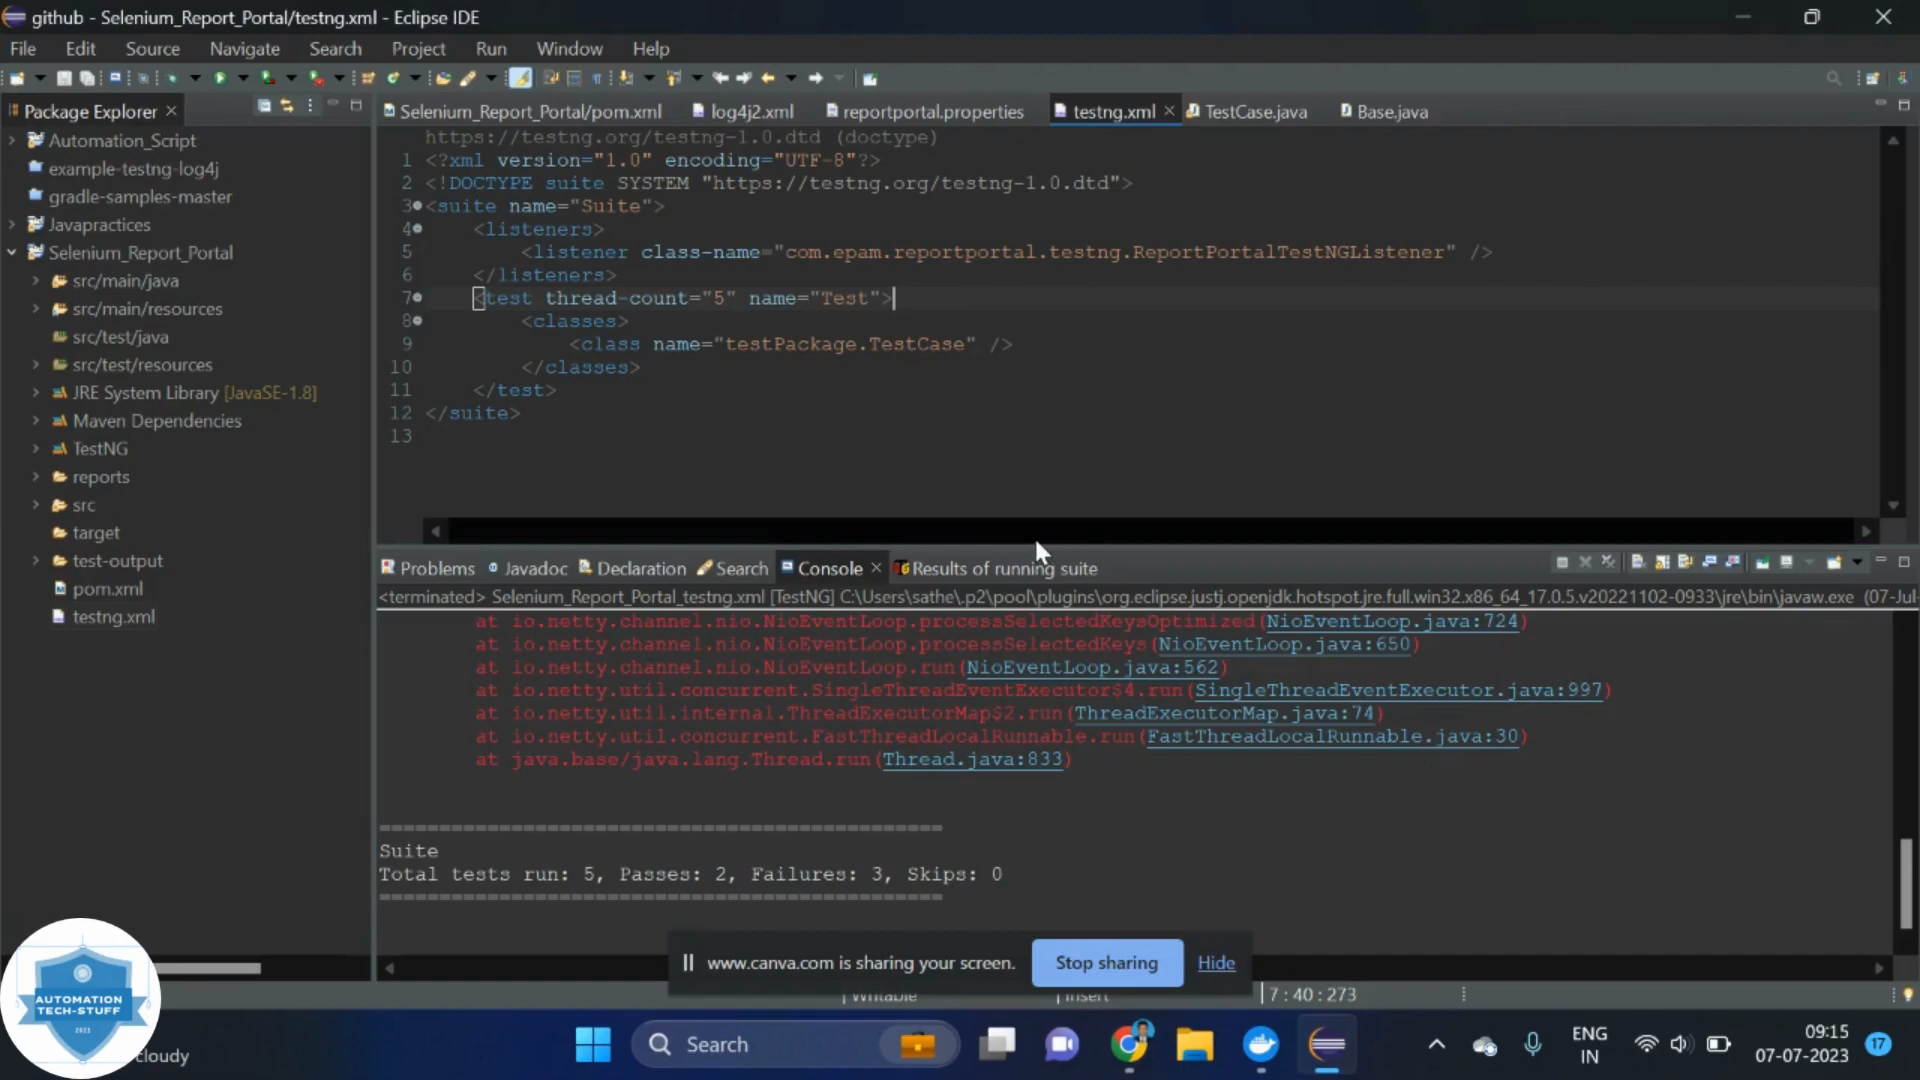 github - Selenium_Report_Portal/testng.xml - Eclipse IDE
File Edit Source Navigate Search Project Run Window Help
Package Explorer
Selenium_Report_Portal/pom.xml log4j2.xml reportportal.properties testng.xml TestCase.java Base.java
Automation_Script
example-testng-log4j
gradle-samples-master
Javapractices
Selenium_Report_Portal
src/main/java
src/main/resources
src/test/java
src/test/resources
JRE System Library [JavaSE-1.8]
Maven Dependencies
TestNG
reports
src
target
test-output
pom.xml
testng.xml
https://testng.org/testng-1.0.dtd (doctype)
1 <?xml version="1.0" encoding="UTF-8"?>
2 <!DOCTYPE suite SYSTEM "https://testng.org/testng-1.0.dtd">
3 <suite name="Suite">
4 <listeners>
5 <listener class-name="com.epam.reportportal.testng.ReportPortalTestNGListener" />
6 </listeners>
7 <test thread-count="5" name="Test">
8 <classes>
9 <class name="testPackage.TestCase" />
10 </classes>
11 </test>
12 </suite>
13
Problems Javadoc Declaration Search Console Results of running suite
<terminated> Selenium_Report_Portal_testng.xml [TestNG] C:\Users\sathe\.p2\pool\plugins\org.eclipse.justj.openjdk.hotspot.jre.full.win32.x86_64_17.0.5.v20221102-0933\jre\bin\javaw.exe (07-Jul-
at io.netty.channel.nio.NioEventLoop.processSelectedKeysOptimized(NioEventLoop.java:724)
at io.netty.channel.nio.NioEventLoop.processSelectedKeys(NioEventLoop.java:650)
at io.netty.channel.nio.NioEventLoop.run(NioEventLoop.java:562)
at io.netty.util.concurrent.SingleThreadEventExecutor$4.run(SingleThreadEventExecutor.java:997)
at io.netty.util.internal.ThreadExecutorMap$2.run(ThreadExecutorMap.java:74)
at io.netty.util.concurrent.FastThreadLocalRunnable.run(FastThreadLocalRunnable.java:30)
at java.base/java.lang.Thread.run(Thread.java:833)
===============================================
Suite
Total tests run: 5, Passes: 2, Failures: 3, Skips: 0
===============================================
www.canva.com is sharing your screen. Stop sharing Hide
Writable Insert 7 : 40 : 273
AUTOMATION
TECH-STUFF
2021
cloudy
Search
ENG
IN
09:15
07-07-2023
17